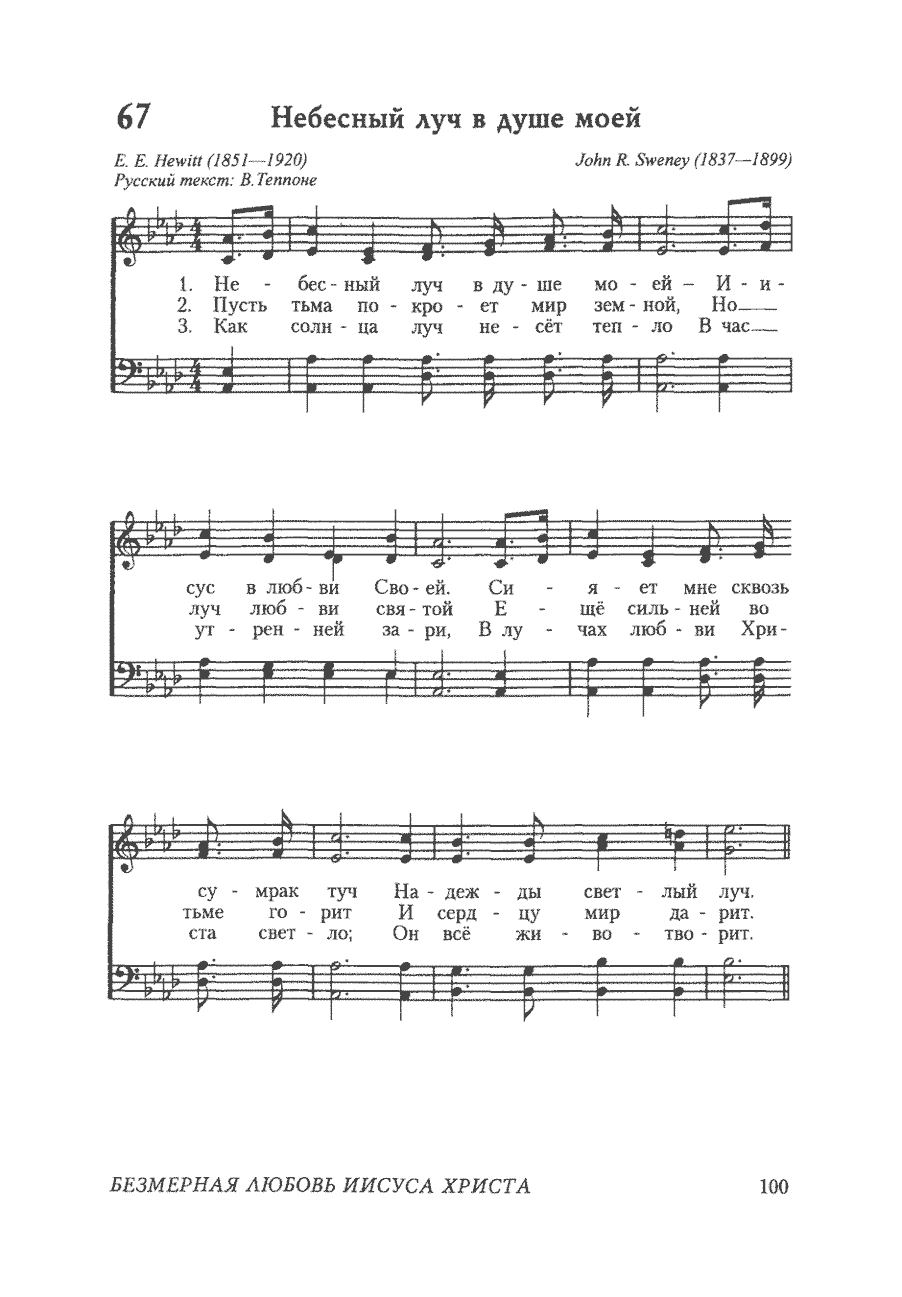 67 Небесный луч в душе моей
E. E. Hewitt (1851—1920) John R. Sweney (1837—1899)
Русский текст: В.Теппоне
1. Не - бес - ный луч в ду - ше мо - ей – И - и -
2. Пусть тьма по - кро - ет мир зем - ной, Но
3. Как солн - ца луч не - сёт теп - ло В час
сус в люб - ви Сво - ей. Си - я - ет мне сквозь
луч люб - ви свя - той Е - щё силь - ней во
ут - рен - ней за - ри, В лу - чах люб - ви Хри -
су - мрак туч На - деж - ды свет - лый луч.
тьме го - рит И серд - цу мир да - рит.
ста свет - ло; Он всё жи - во - тво - рит.
БЕЗМЕРНАЯ ЛЮБОВЬ ИИСУСА ХРИСТА 100